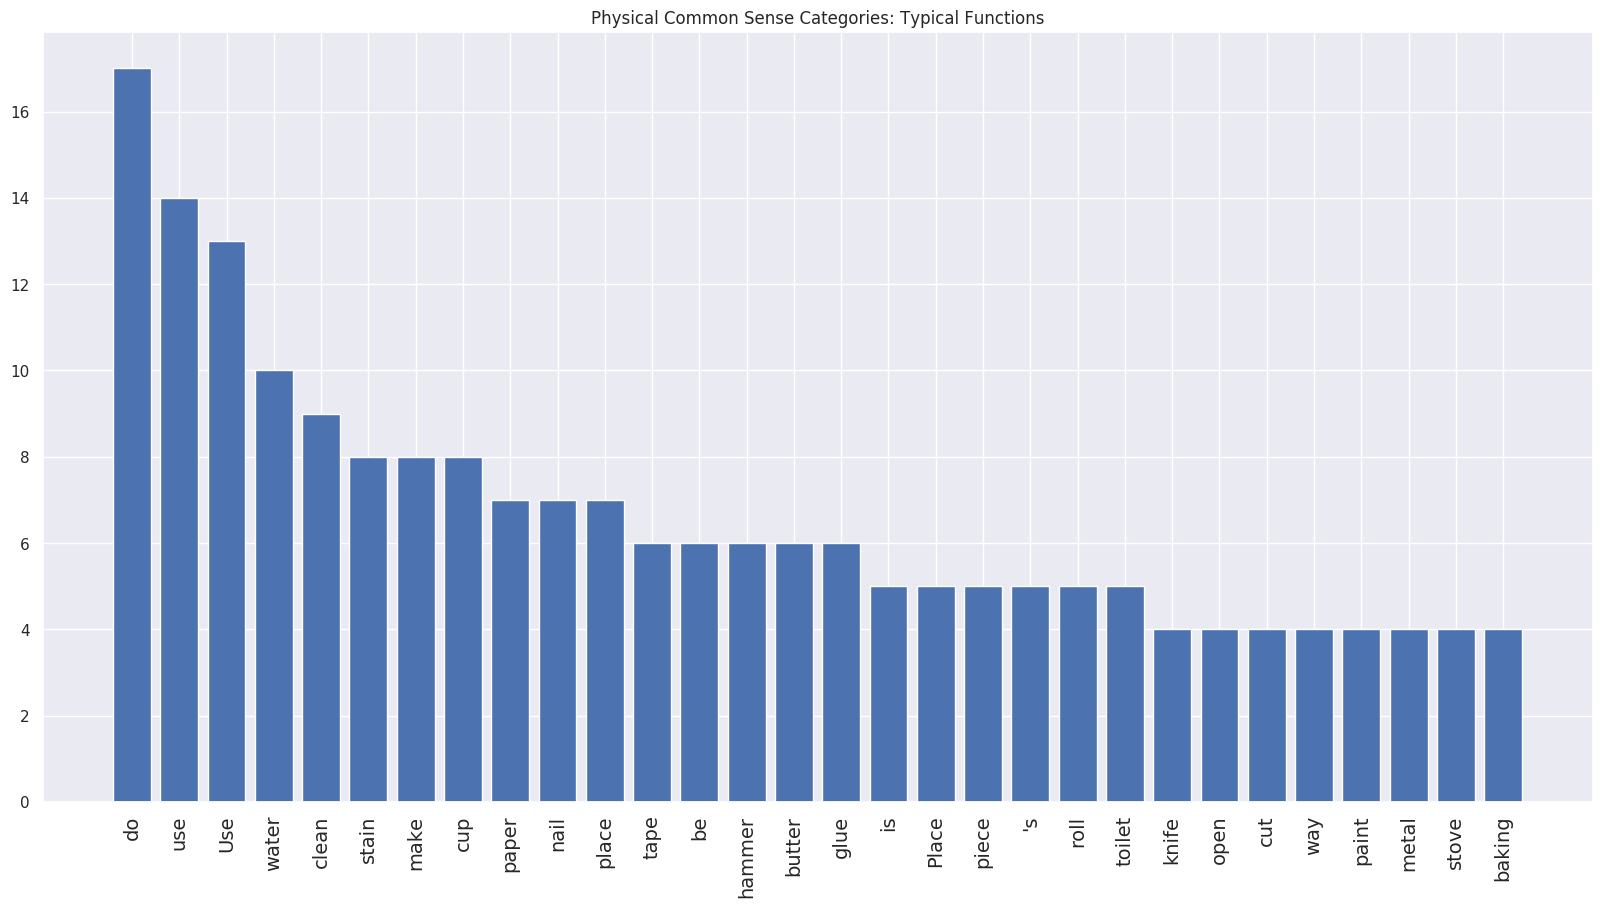 Physical Common Sense Categories: Typical Functions
16
14
12
10
8
6
4
2
0
do
use
Use
water
clean
stain
make
cup
paper
nail
place
tape
be
hammer
butter
glue
is
Place
piece
's
roll
toilet
knife
open
cut
way
paint
metal
stove
baking